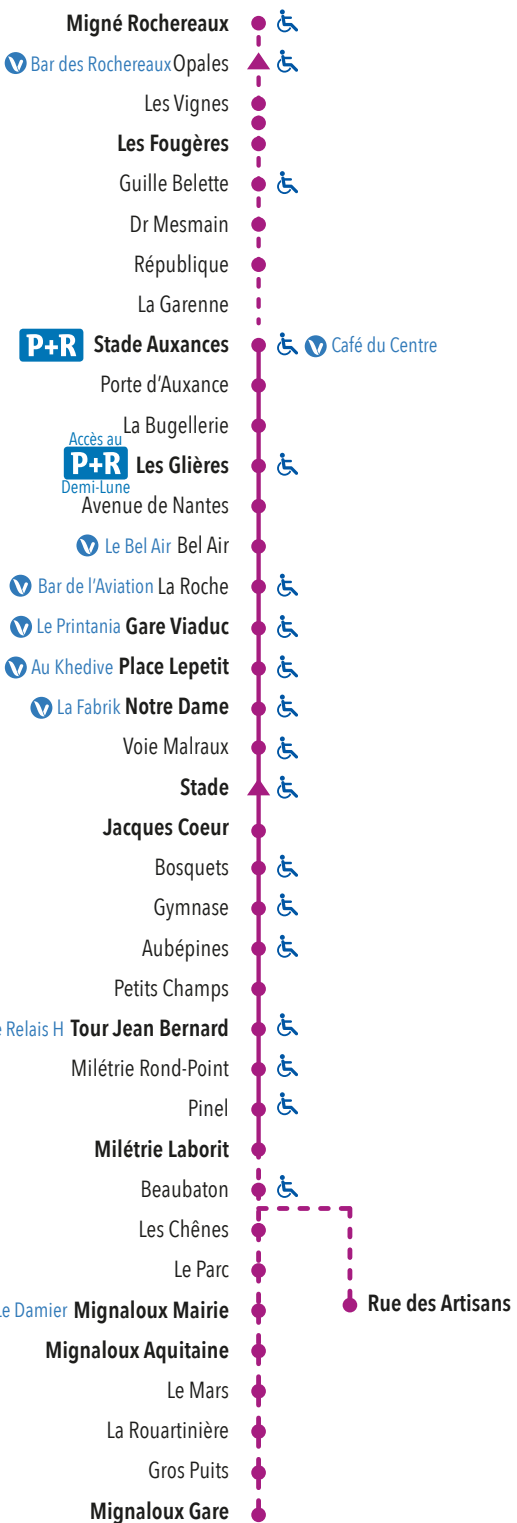 Migné Rochereaux
Bar des Rochereaux Opales
Les Vignes
Les Fougères
Guille Belette
Dr Mesmain
République
La Garenne
P+R Stade Auxances Café du Centre
Porte d'Auxance
La Bugellerie
Accès au
P+R Les Glières
Demi-Lune
Avenue de Nantes
Le Bel Air Bel Air
Bar de l'Aviation La Roche
Le Printania Gare Viaduc
Au Khedive Place Lepetit
La Fabrik Notre Dame
Voie Malraux
Stade
Jacques Coeur
Bosquets
Gymnase
Aubépines
Petits Champs
Relais H Tour Jean Bernard
Milétrie Rond-Point
Pinel
Milétrie Laborit
Beaubaton
Les Chênes
Le Parc
Rue des Artisans
Le Damier Mignaloux Mairie
Mignaloux Aquitaine
Le Mars
La Rouartinière
Gros Puits
Mignaloux Gare